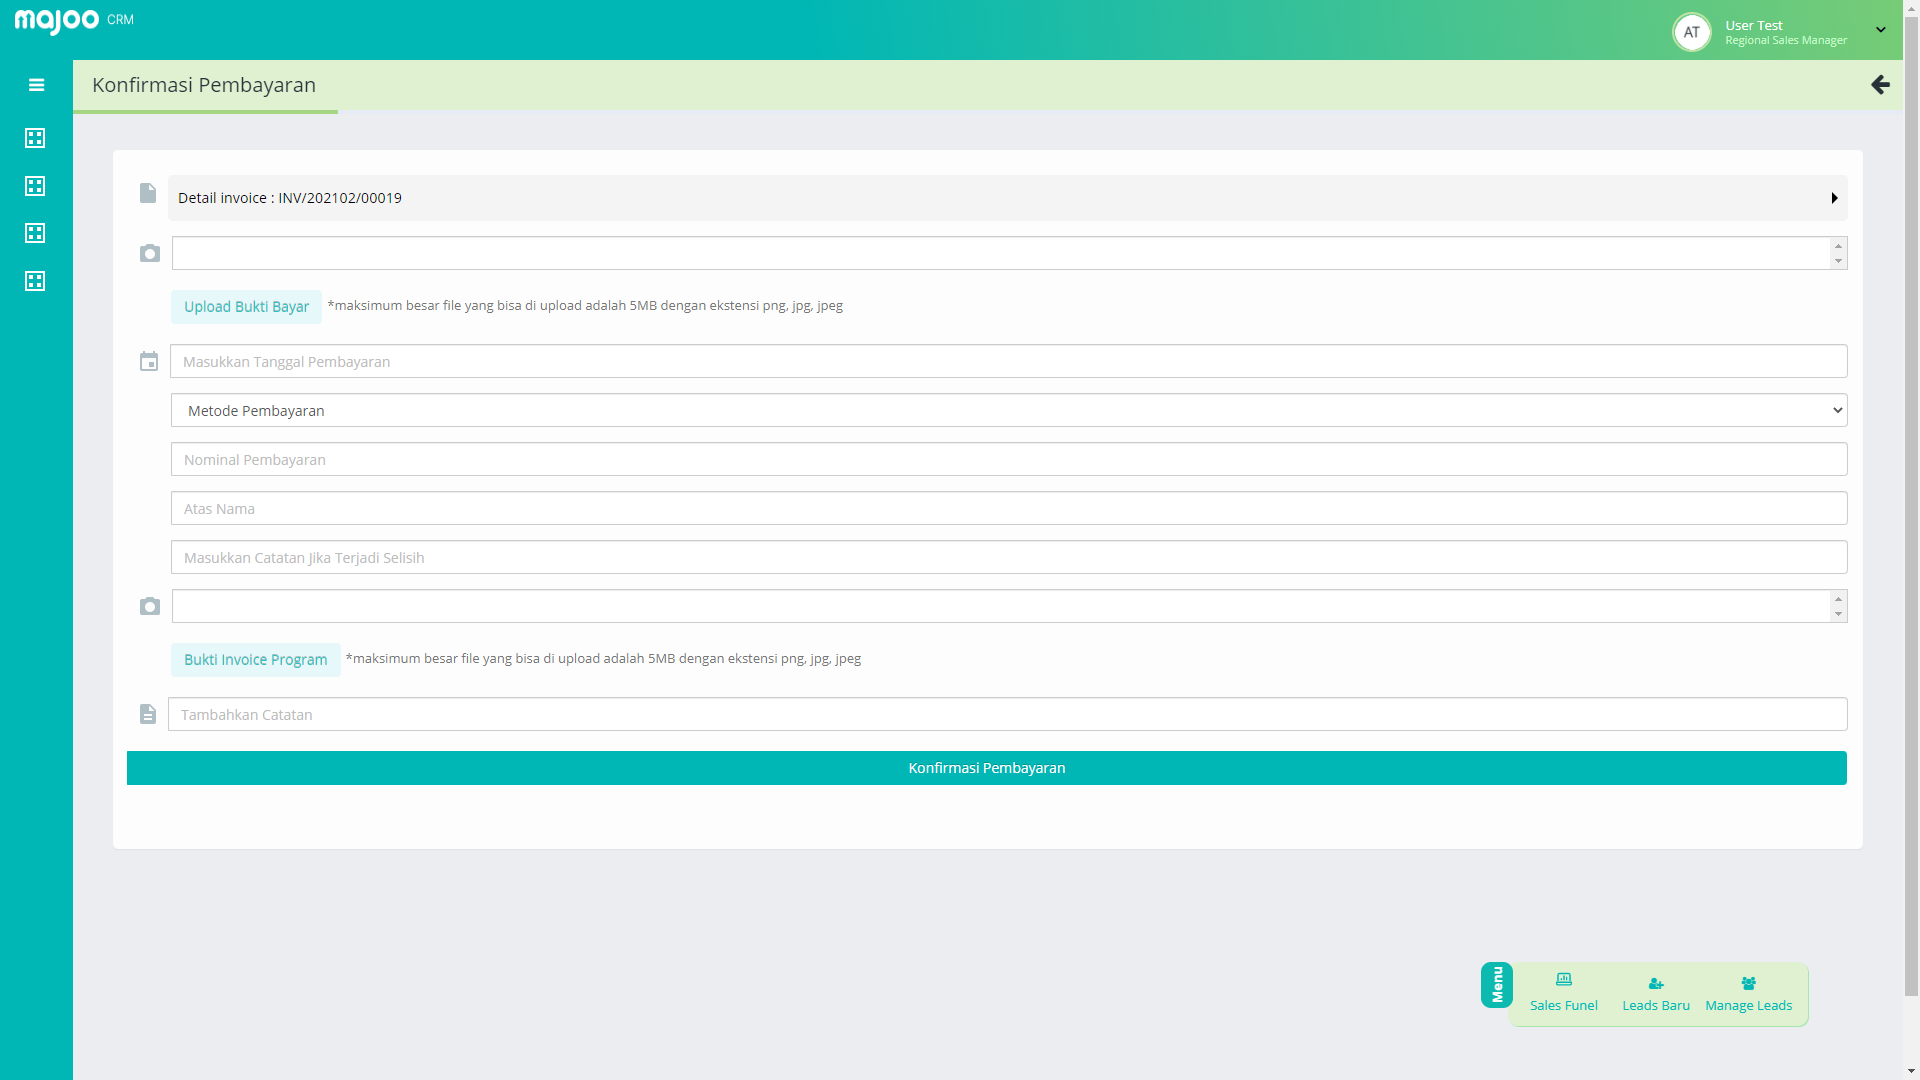 majoo CRM
AT
User Test
Regional Sales Manager
Konfirmasi Pembayaran
Detail invoice : INV/202102/00019
Upload Bukti Bayar *maksimum besar file yang bisa di upload adalah 5MB dengan ekstensi png, jpg, jpeg
Masukkan Tanggal Pembayaran
Metode Pembayaran
Nominal Pembayaran
Atas Nama
Masukkan Catatan Jika Terjadi Selisih
Bukti Invoice Program *maksimum besar file yang bisa di upload adalah 5MB dengan ekstensi png, jpg, jpeg
Tambahkan Catatan
Konfirmasi Pembayaran
Menu
Sales Funel Leads Baru Manage Leads